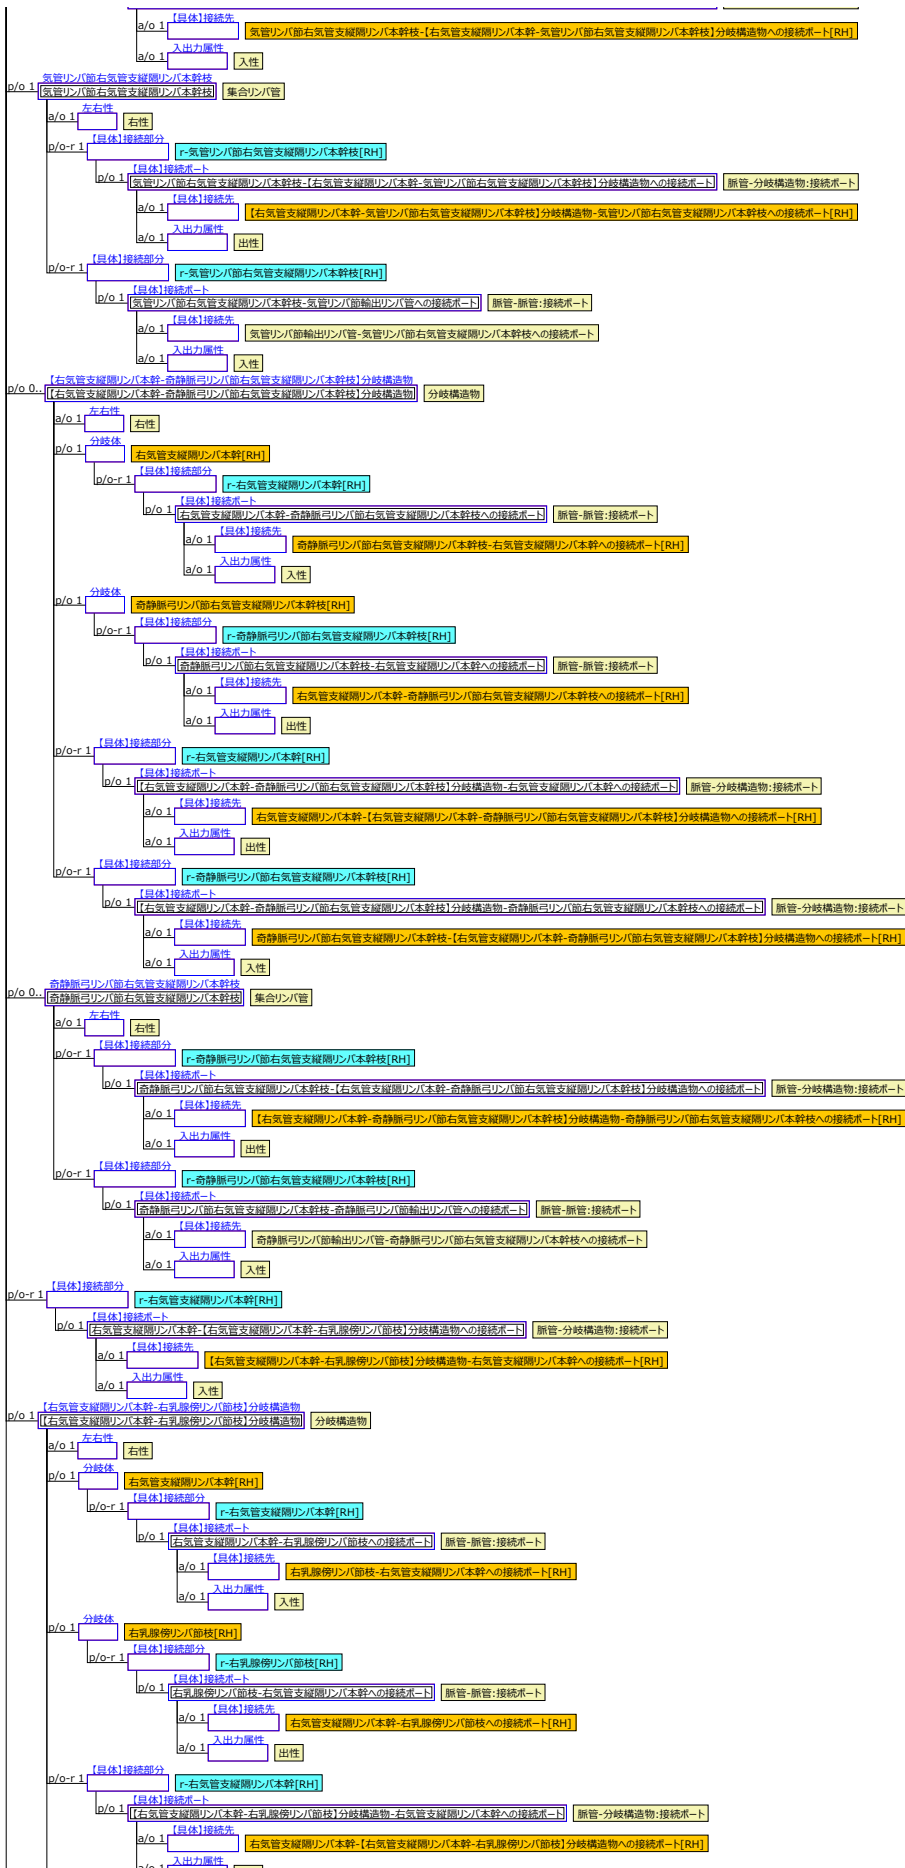 【具体】接続先
a/o 1 気管リンパ節右気管支縦隔リンパ本幹枝-【右気管支縦隔リンパ本幹-気管リンパ節右気管支縦隔リンパ本幹枝】分岐構造物への接続ポート[RH]
入出力属性
a/o 1 入性
気管リンパ節右気管支縦隔リンパ本幹枝
p/o 1 気管リンパ節右気管支縦隔リンパ本幹枝 集合リンパ管
左右性
a/o 1 右性
【具体】接続部分
p/o-r 1 r-気管リンパ節右気管支縦隔リンパ本幹枝[RH]
【具体】接続ポート
p/o 1 気管リンパ節右気管支縦隔リンパ本幹枝-【右気管支縦隔リンパ本幹-気管リンパ節右気管支縦隔リンパ本幹枝】分岐構造物への接続ポート 脈管-分岐構造物:接続ポート
【具体】接続先
a/o 1 【右気管支縦隔リンパ本幹-気管リンパ節右気管支縦隔リンパ本幹枝】分岐構造物-気管リンパ節右気管支縦隔リンパ本幹枝への接続ポート[RH]
入出力属性
a/o 1 出性
【具体】接続部分
p/o-r 1 r-気管リンパ節右気管支縦隔リンパ本幹枝[RH]
【具体】接続ポート
p/o 1 気管リンパ節右気管支縦隔リンパ本幹枝-気管リンパ節輸出リンパ管への接続ポート 脈管-脈管:接続ポート
【具体】接続先
a/o 1 気管リンパ節輸出リンパ管-気管リンパ節右気管支縦隔リンパ本幹枝への接続ポート
入出力属性
a/o 1 入性
【右気管支縦隔リンパ本幹-奇静脈弓リンパ節右気管支縦隔リンパ本幹枝】分岐構造物
p/o 0.. 【右気管支縦隔リンパ本幹-奇静脈弓リンパ節右気管支縦隔リンパ本幹枝】分岐構造物 分岐構造物
左右性
a/o 1 右性
分岐体
p/o 1 右気管支縦隔リンパ本幹[RH]
【具体】接続部分
p/o-r 1 r-右気管支縦隔リンパ本幹[RH]
【具体】接続ポート
p/o 1 右気管支縦隔リンパ本幹-奇静脈弓リンパ節右気管支縦隔リンパ本幹枝への接続ポート 脈管-脈管:接続ポート
【具体】接続先
a/o 1 奇静脈弓リンパ節右気管支縦隔リンパ本幹枝-右気管支縦隔リンパ本幹への接続ポート[RH]
入出力属性
a/o 1 入性
分岐体
p/o 1 奇静脈弓リンパ節右気管支縦隔リンパ本幹枝[RH]
【具体】接続部分
p/o-r 1 r-奇静脈弓リンパ節右気管支縦隔リンパ本幹枝[RH]
【具体】接続ポート
p/o 1 奇静脈弓リンパ節右気管支縦隔リンパ本幹枝-右気管支縦隔リンパ本幹への接続ポート 脈管-脈管:接続ポート
【具体】接続先
a/o 1 右気管支縦隔リンパ本幹-奇静脈弓リンパ節右気管支縦隔リンパ本幹枝への接続ポート[RH]
入出力属性
a/o 1 出性
【具体】接続部分
p/o-r 1 r-右気管支縦隔リンパ本幹[RH]
【具体】接続ポート
p/o 1 【右気管支縦隔リンパ本幹-奇静脈弓リンパ節右気管支縦隔リンパ本幹枝】分岐構造物-右気管支縦隔リンパ本幹への接続ポート 脈管-分岐構造物:接続ポート
【具体】接続先
a/o 1 右気管支縦隔リンパ本幹-【右気管支縦隔リンパ本幹-奇静脈弓リンパ節右気管支縦隔リンパ本幹枝】分岐構造物への接続ポート[RH]
入出力属性
a/o 1 出性
【具体】接続部分
p/o-r 1 r-奇静脈弓リンパ節右気管支縦隔リンパ本幹枝[RH]
【具体】接続ポート
p/o 1 【右気管支縦隔リンパ本幹-奇静脈弓リンパ節右気管支縦隔リンパ本幹枝】分岐構造物-奇静脈弓リンパ節右気管支縦隔リンパ本幹枝への接続ポート 脈管-分岐構造物:接続ポート
【具体】接続先
a/o 1 奇静脈弓リンパ節右気管支縦隔リンパ本幹枝-【右気管支縦隔リンパ本幹-奇静脈弓リンパ節右気管支縦隔リンパ本幹枝】分岐構造物への接続ポート[RH]
入出力属性
a/o 1 入性
奇静脈弓リンパ節右気管支縦隔リンパ本幹枝
p/o 0.. 奇静脈弓リンパ節右気管支縦隔リンパ本幹枝 集合リンパ管
左右性
a/o 1 右性
【具体】接続部分
p/o-r 1 r-奇静脈弓リンパ節右気管支縦隔リンパ本幹枝[RH]
【具体】接続ポート
p/o 1 奇静脈弓リンパ節右気管支縦隔リンパ本幹枝-【右気管支縦隔リンパ本幹-奇静脈弓リンパ節右気管支縦隔リンパ本幹枝】分岐構造物への接続ポート 脈管-分岐構造物:接続ポート
【具体】接続先
a/o 1 【右気管支縦隔リンパ本幹-奇静脈弓リンパ節右気管支縦隔リンパ本幹枝】分岐構造物-奇静脈弓リンパ節右気管支縦隔リンパ本幹枝への接続ポート[RH]
入出力属性
a/o 1 出性
【具体】接続部分
p/o-r 1 r-奇静脈弓リンパ節右気管支縦隔リンパ本幹枝[RH]
【具体】接続ポート
p/o 1 奇静脈弓リンパ節右気管支縦隔リンパ本幹枝-奇静脈弓リンパ節輸出リンパ管への接続ポート 脈管-脈管:接続ポート
【具体】接続先
a/o 1 奇静脈弓リンパ節輸出リンパ管-奇静脈弓リンパ節右気管支縦隔リンパ本幹枝への接続ポート
入出力属性
a/o 1 入性
【具体】接続部分
p/o-r 1 r-右気管支縦隔リンパ本幹[RH]
【具体】接続ポート
p/o 1 右気管支縦隔リンパ本幹-【右気管支縦隔リンパ本幹-右乳腺傍リンパ節枝】分岐構造物への接続ポート 脈管-分岐構造物:接続ポート
【具体】接続先
a/o 1 【右気管支縦隔リンパ本幹-右乳腺傍リンパ節枝】分岐構造物-右気管支縦隔リンパ本幹への接続ポート[RH]
入出力属性
a/o 1 入性
【右気管支縦隔リンパ本幹-右乳腺傍リンパ節枝】分岐構造物
p/o 1 【右気管支縦隔リンパ本幹-右乳腺傍リンパ節枝】分岐構造物 分岐構造物
左右性
a/o 1 右性
分岐体
p/o 1 右気管支縦隔リンパ本幹[RH]
【具体】接続部分
p/o-r 1 r-右気管支縦隔リンパ本幹[RH]
【具体】接続ポート
p/o 1 右気管支縦隔リンパ本幹-右乳腺傍リンパ節枝への接続ポート 脈管-脈管:接続ポート
【具体】接続先
a/o 1 右乳腺傍リンパ節枝-右気管支縦隔リンパ本幹への接続ポート[RH]
入出力属性
a/o 1 入性
分岐体
p/o 1 右乳腺傍リンパ節枝[RH]
【具体】接続部分
p/o-r 1 r-右乳腺傍リンパ節枝[RH]
【具体】接続ポート
p/o 1 右乳腺傍リンパ節枝-右気管支縦隔リンパ本幹への接続ポート 脈管-脈管:接続ポート
【具体】接続先
a/o 1 右気管支縦隔リンパ本幹-右乳腺傍リンパ節枝への接続ポート[RH]
入出力属性
a/o 1 出性
【具体】接続部分
p/o-r 1 r-右気管支縦隔リンパ本幹[RH]
【具体】接続ポート
p/o 1 【右気管支縦隔リンパ本幹-右乳腺傍リンパ節枝】分岐構造物-右気管支縦隔リンパ本幹への接続ポート 脈管-分岐構造物:接続ポート
【具体】接続先
a/o 1 右気管支縦隔リンパ本幹-【右気管支縦隔リンパ本幹-右乳腺傍リンパ節枝】分岐構造物への接続ポート[RH]
入出力属性
a/o 1